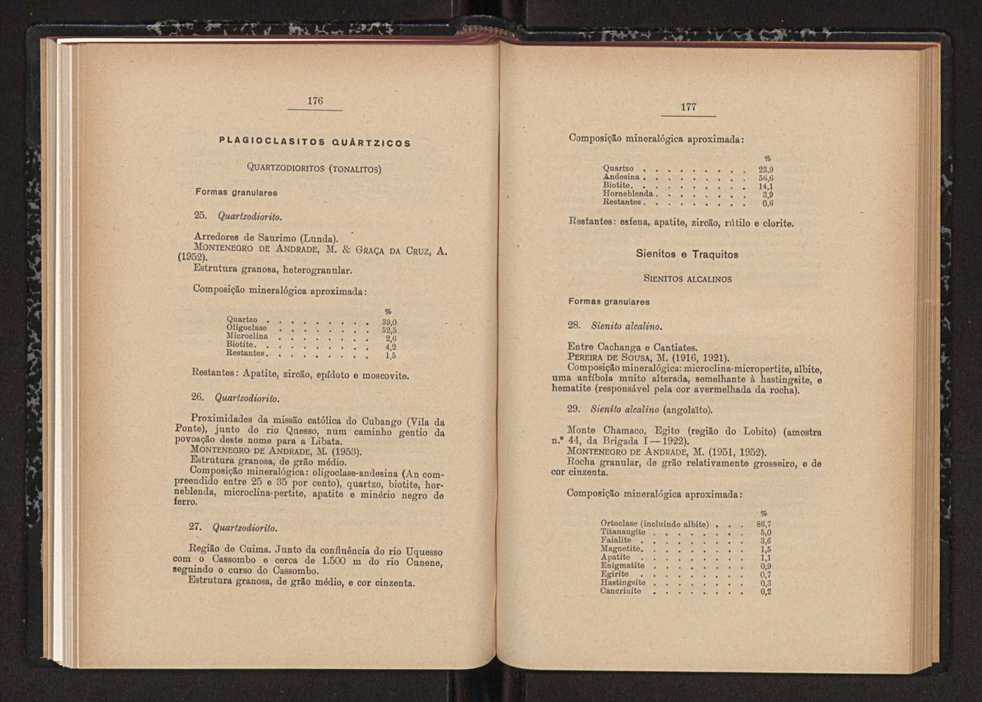 176
PLAGIOCLASITOS QUÁRTZICOS
QUARTZODIORITOS (TONALITOS)
Formas granulares
25. Quartzodiorito.
Arredores de Saurimo (Lunda).
MONTENEGRO DE ANDRADE, M. & GRAÇA DA CRUZ, A.
(1952).
Estrutura granosa, heterogranular.
Composição mineralógica aproximada:
%
Quartzo . . . . . . . . 39,0
Oligoclase . . . . . . . . 52,5
Microclina . . . . . . . . 2,6
Biotite. . . . . . . . . 4,2
Restantes. . . . . . . . . 1,5
Restantes: Apatite, zircão, epídoto e moscovite.
26. Quartzodiorito.
Proximidades da missão católica do Cubango (Vila da
Ponte), junto do rio Quesso, num caminho gentio da
povoação deste nome para a Libata.
MONTENEGRO DE ANDRADE, M. (1953).
Estrutura granosa, de grão médio.
Composição mineralógica: oligoclase-andesina (An com-
preendido entre 25 e 35 por cento), quartzo, biotite, hor-
neblenda, microclina-pertite, apatite e minério negro de
ferro.
27. Quartzodiorito.
Região de Cuima. Junto da confluência do rio Uquesso
com o Cassombo e cerca de 1.500 m do rio Cunene,
seguindo o curso do Cassombo.
Estrutura granosa, de grão médio, e cor cinzenta.
177
Composição mineralógica aproximada:
%
Quartzo . . . . . . . . . 23,9
Andesina . . . . . . . . . 56,6
Biotite. . . . . . . . . . 14,1
Horneblenda . . . . . . . . 3,9
Restantes . . . . . . . . . 0,6
Restantes: esfena, apatite, zircão, rútilo e clorite.
Sienitos e Traquitos
SIENITOS ALCALINOS
Formas granulares
28. Sienito alcalino.
Entre Cachanga e Cantiates.
PEREIRA DE SOUSA, M. (1916, 1921).
Composição mineralógica: microclina-micropertite, albite,
uma anfíbola muito alterada, semelhante à hastingsite, e
hematite (responsável pela cor avermelhada da rocha).
29. Sienito alcalino (angolaíto).
Monte Chamaco, Egito (região do Lobito) (amostra
n.º 44, da Brigada I — 1922).
MONTENEGRO DE ANDRADE, M. (1951, 1952).
Rocha granular, de grão relativamente grosseiro, e de
cor cinzenta.
Composição mineralógica aproximada:
%
Ortoclase (incluindo albite) . . . 86,7
Titanaugite . . . . . . . . 5,0
Faialite . . . . . . . . . 3,6
Magnetite. . . . . . . . . 1,5
Apatite . . . . . . . . . 1,1
Enigmatite . . . . . . . . 0,9
Egirite . . . . . . . . . 0,7
Hastingsite . . . . . . . . 0,3
Cancrinite . . . . . . . . 0,2